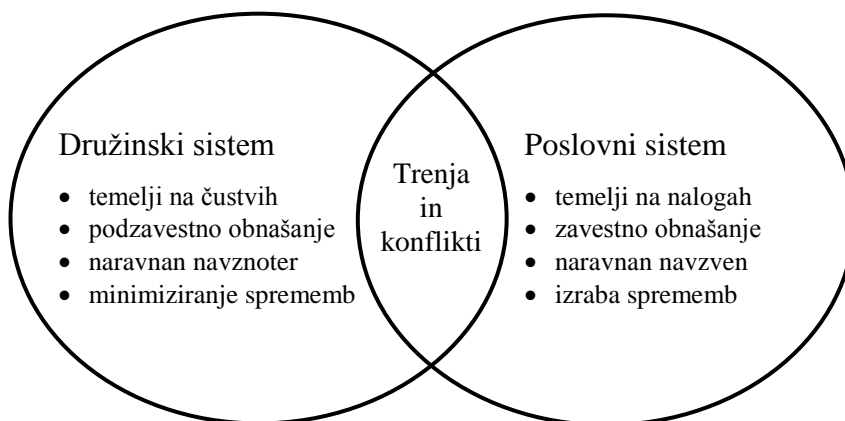 Družinski sistem
• temelji na čustvih
• podzavestno obnašanje
• naravnan navznoter
• minimiziranje sprememb
Trenja
in
konflikti
Poslovni sistem
• temelji na nalogah
• zavestno obnašanje
• naravnan navzven
• izraba sprememb